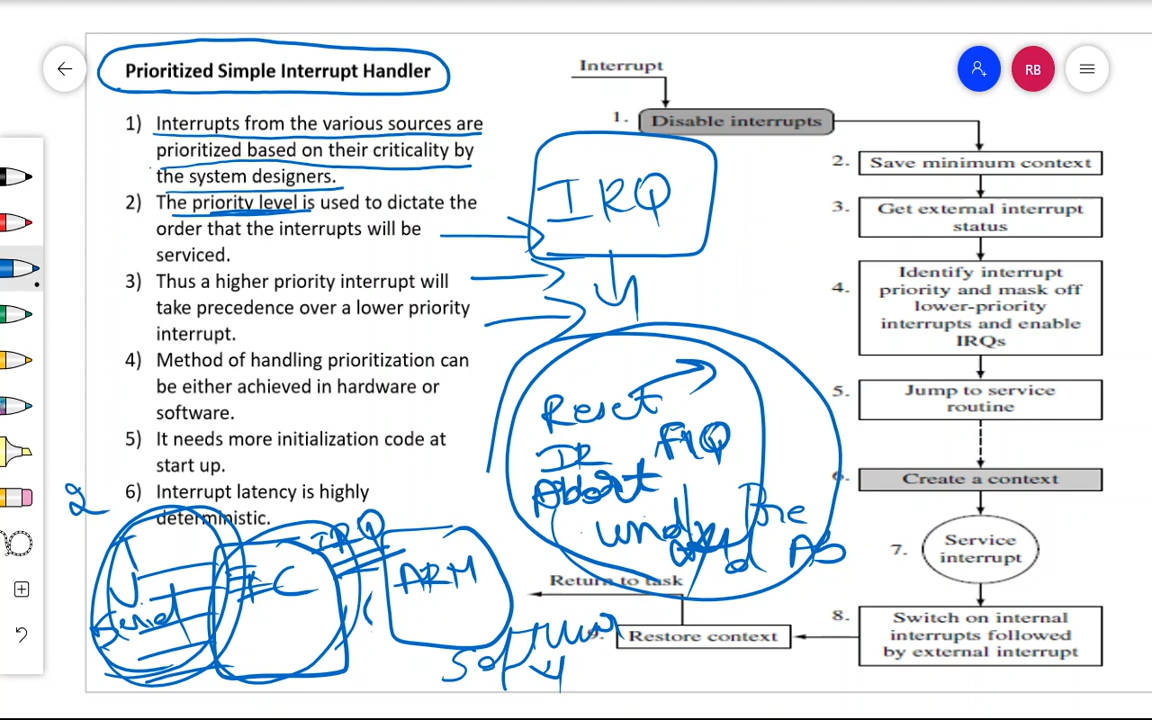 Prioritized Simple Interrupt Handler
1) Interrupts from the various sources are
prioritized based on their criticality by
the system designers.
2) The priority level is used to dictate the
order that the interrupts will be
serviced.
3) Thus a higher priority interrupt will
take precedence over a lower priority
interrupt.
4) Method of handling prioritization can
be either achieved in hardware or
software.
5) It needs more initialization code at
start up.
6) Interrupt latency is highly
deterministic.
Interrupt
1. Disable interrupts
2. Save minimum context
3. Get external interrupt
status
4. Identify interrupt
priority and mask off
lower-priority
interrupts and enable
IRQs
5. Jump to service
routine
6. Create a context
7. Service
interrupt
8. Switch on internal
interrupts followed
by external interrupt
9. Restore context
Return to task
RB
IRQ
Reset
FIQ
Abort
2
IRQ
ARM
Serial